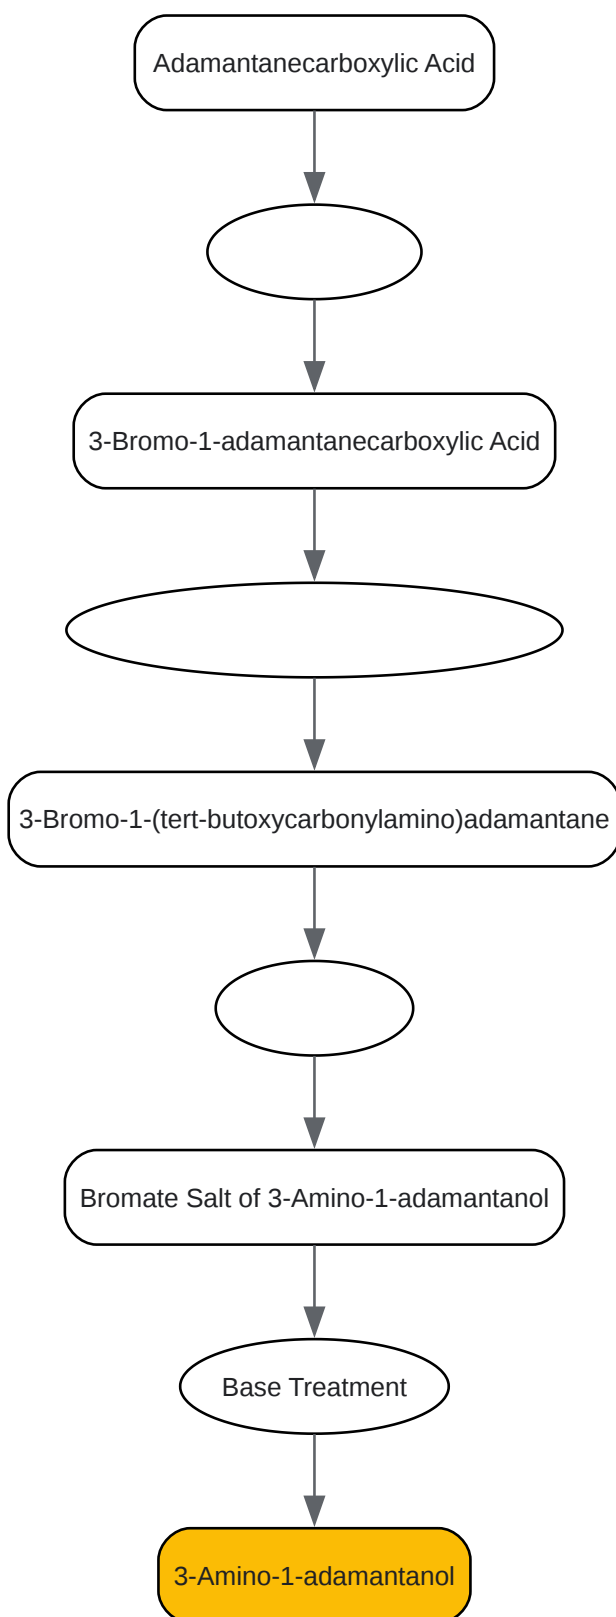 Adamantanecarboxylic Acid
3-Bromo-1-adamantanecarboxylic Acid
3-Bromo-1-(tert-butoxycarbonylamino)adamantane
Bromate Salt of 3-Amino-1-adamantanol
Base Treatment
3-Amino-1-adamantanol